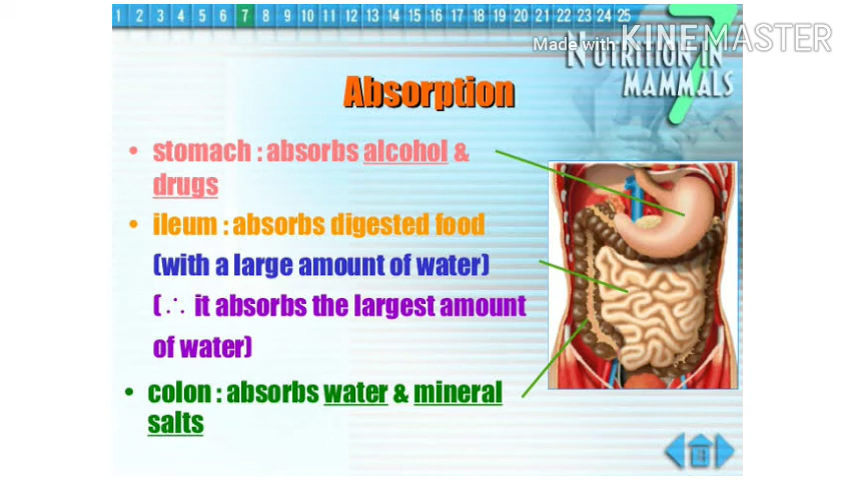 1 2 3 4 5 6 7 8 9 10 11 12 13 14 15 16 17 18 19 20 21 22 23 24 25
7
Made with KINEMASTER
NUTRITION IN
MAMMALS
Absorption
• stomach : absorbs alcohol &
drugs
• ileum : absorbs digested food
(with a large amount of water)
(∴ it absorbs the largest amount
of water)
• colon : absorbs water & mineral
salts